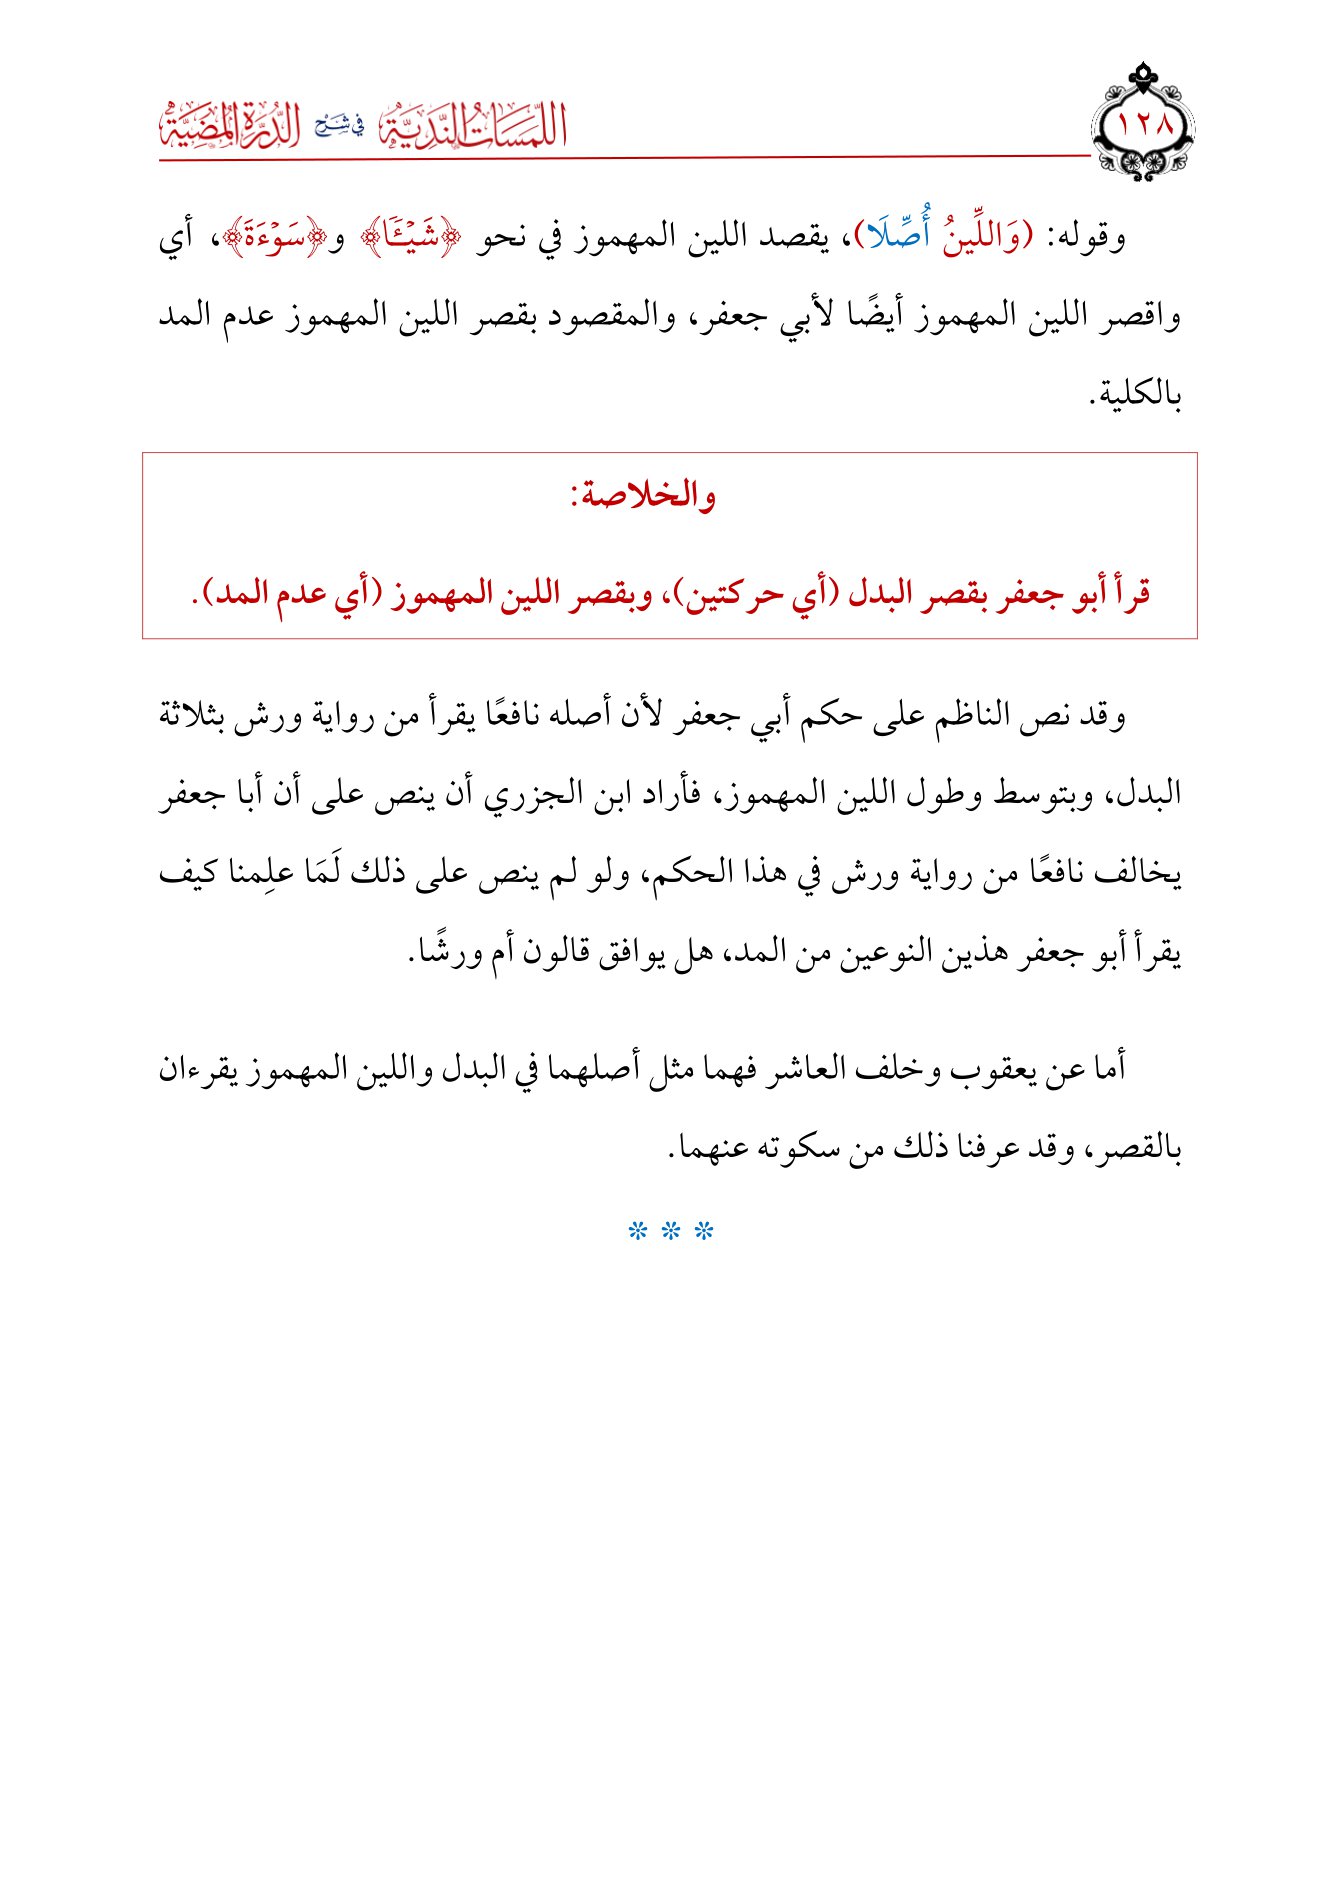 ١٢٨
اللَّمَسَاتُ النَّدِيَّةُ فِي شَرْحِ الدُّرَّةِ الْمُضِيَّةِ
وقوله: (وَاللِّينُ أُصِّلَا)، يقصد اللين المهموز في نحو ﴿شَيۡـًٔا﴾ و﴿سَوۡءَةَ﴾، أي
واقصر اللين المهموز أيضًا لأبي جعفر، والمقصود بقصر اللين المهموز عدم المد
بالكلية.
والخلاصة:
قرأ أبو جعفر بقصر البدل (أي حركتين)، وبقصر اللين المهموز (أي عدم المد).
وقد نص الناظم على حكم أبي جعفر لأن أصله نافعًا يقرأ من رواية ورش بثلاثة
البدل، وبتوسط وطول اللين المهموز، فأراد ابن الجزري أن ينص على أن أبا جعفر
يخالف نافعًا من رواية ورش في هذا الحكم، ولو لم ينص على ذلك لَمَا علِمنا كيف
يقرأ أبو جعفر هذين النوعين من المد، هل يوافق قالون أم ورشًا.
أما عن يعقوب وخلف العاشر فهما مثل أصلهما في البدل واللين المهموز يقرءان
بالقصر، وقد عرفنا ذلك من سكوته عنهما.
* * *